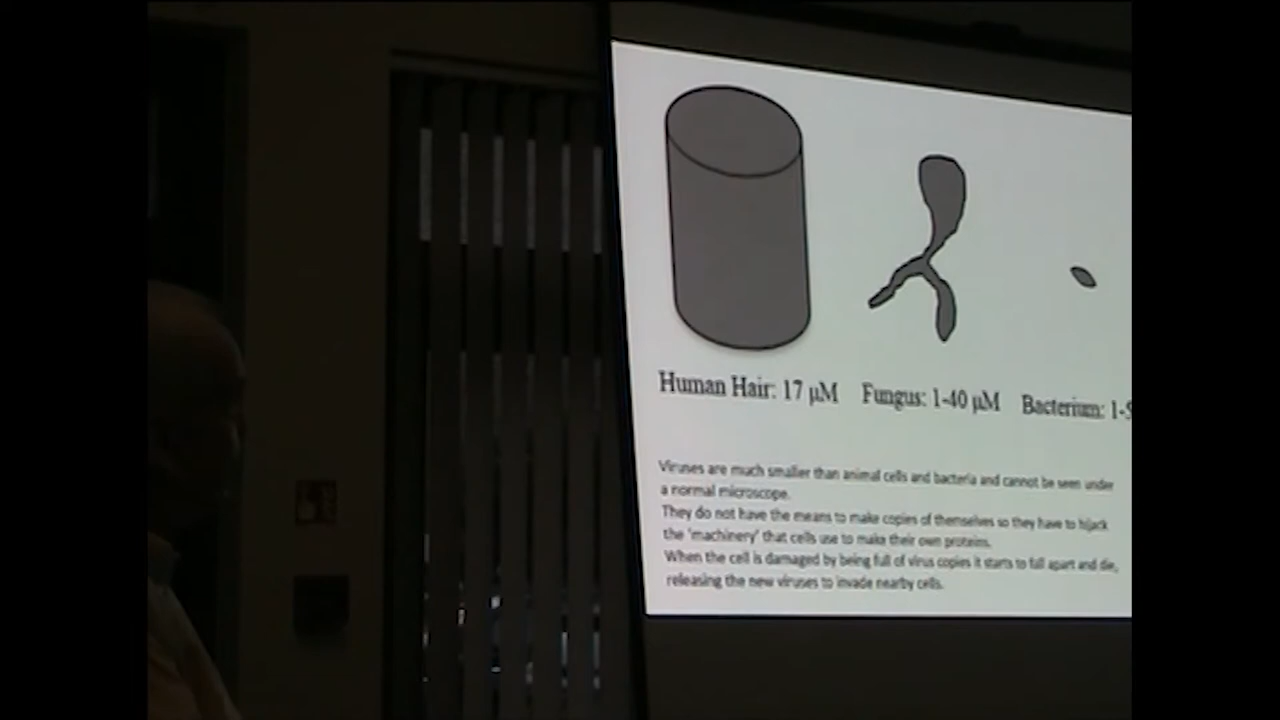 Human Hair: 17 µM Fungus: 1-40 µM Bacterium: 1-
Viruses are much smaller than animal cells and bacteria and cannot be seen under
a normal microscope.
They do not have the means to make copies of themselves so they have to hijack
the 'machinery' that cells use to make their own proteins.
When the cell is damaged by being full of virus copies it starts to fall apart and die,
releasing the new viruses to invade nearby cells.